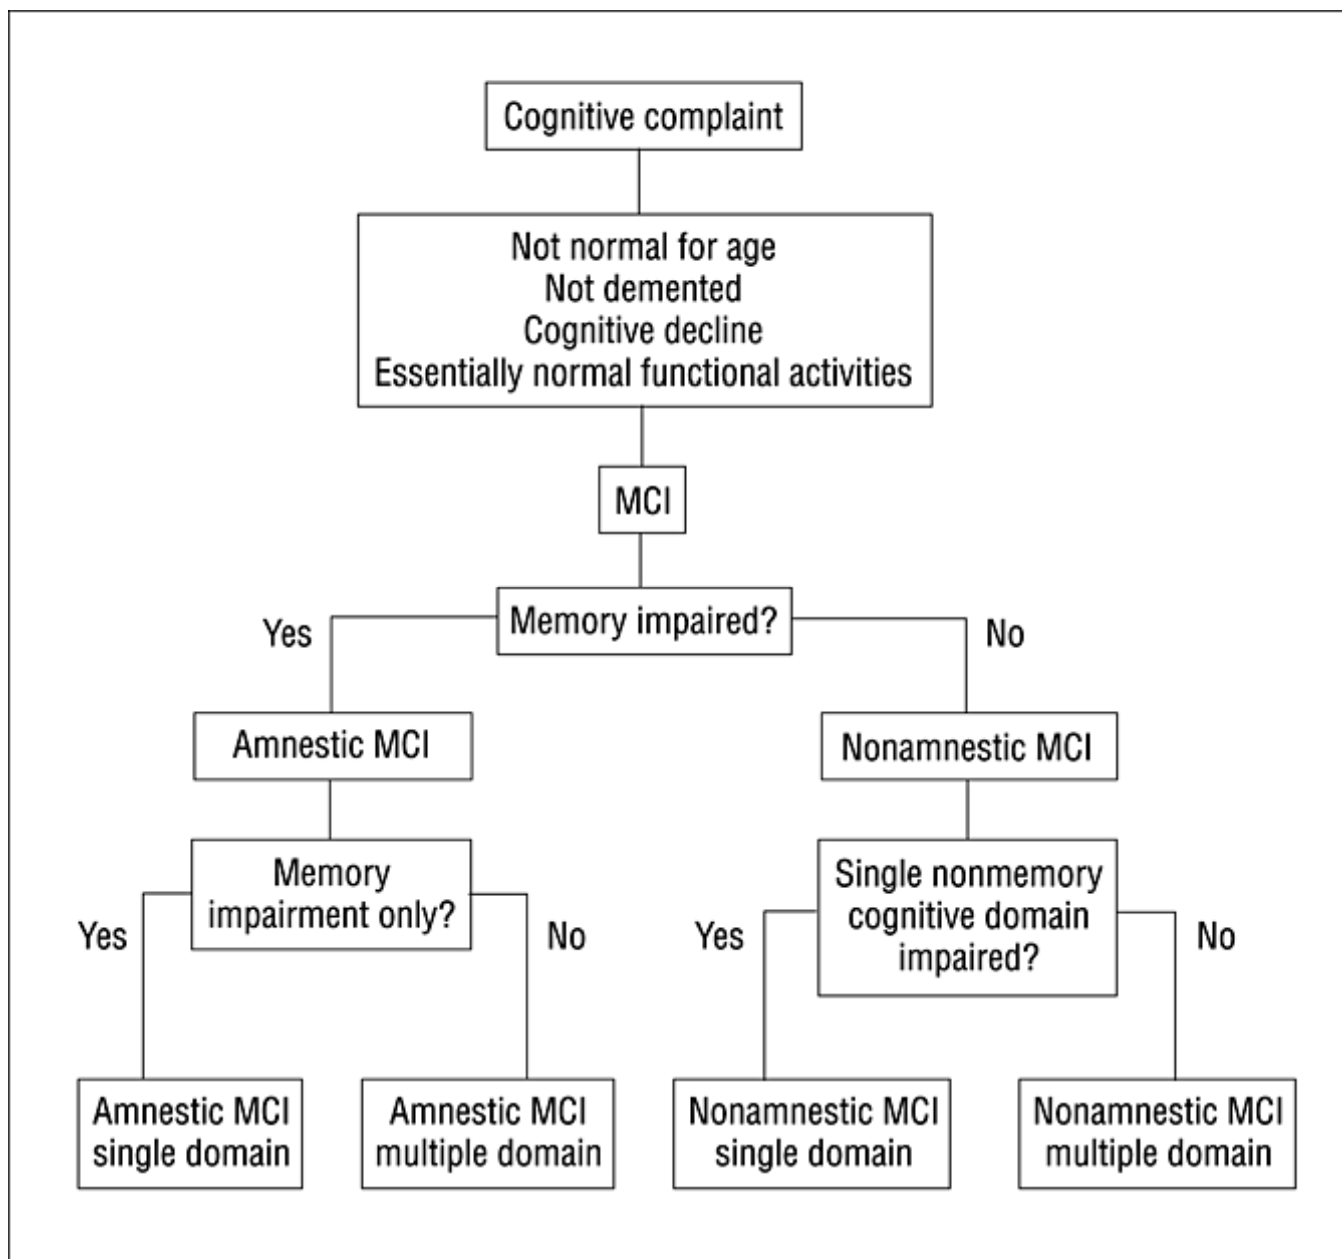 Cognitive complaint
Not normal for age
Not demented
Cognitive decline
Essentially normal functional activities
MCI
Memory impaired?
Yes
No
Amnestic MCI
Nonamnestic MCI
Memory
impairment only?
Yes
No
Single nonmemory
cognitive domain
impaired?
Yes
No
Amnestic MCI
single domain
Amnestic MCI
multiple domain
Nonamnestic MCI
single domain
Nonamnestic MCI
multiple domain